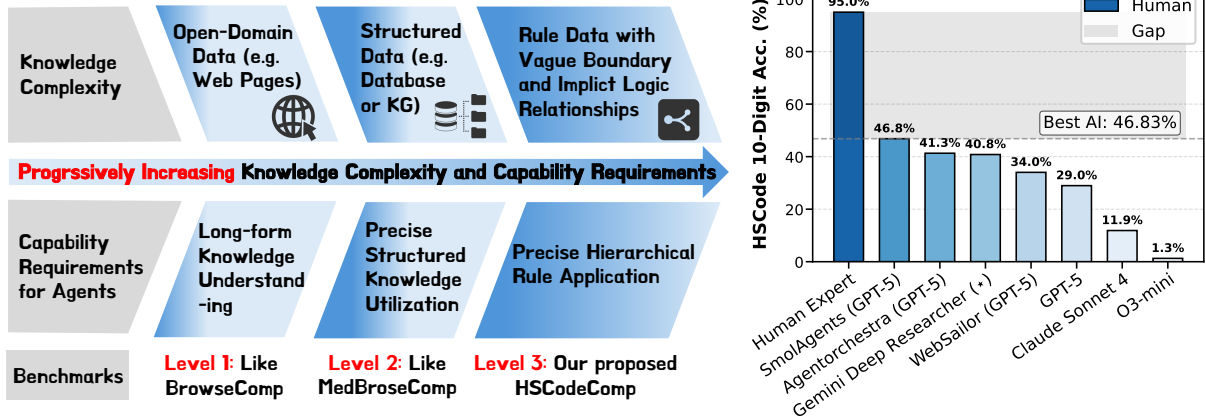 Knowledge
Complexity
Open-Domain
Data (e.g.
Web Pages)
Structured
Data (e.g.
Database
or KG)
Rule Data with
Vague Boundary
and Implict Logic
Relationships
Progrssively Increasing Knowledge Complexity and Capability Requirements
Capability
Requirements
for Agents
Long-form
Knowledge
Understand
-ing
Precise
Structured
Knowledge
Utilization
Precise Hierarchical
Rule Application
Benchmarks
Level 1: Like
BrowseComp
Level 2: Like
MedBroseComp
Level 3: Our proposed
HSCodeComp
HSCode 10-Digit Acc. (%)
100
80
60
40
20
0
Human
Gap
Best AI: 46.83%
95.0%
46.8%
41.3%
40.8%
34.0%
29.0%
11.9%
1.3%
Human Expert
SmolAgents (GPT-5)
Agentorchestra (GPT-5)
Gemini Deep Researcher (⋆)
WebSailor (GPT-5)
GPT-5
Claude Sonnet 4
O3-mini